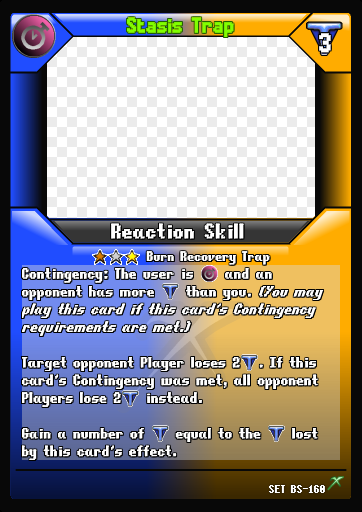 Stasis Trap
3
Reaction Skill
Burn Recovery Trap
Contingency: The user is and an
opponent has more than you. (You may
play this card if this card's Contingency
requirements are met.)
Target opponent Player loses 2. If this
card's Contingency was met, all opponent
Players lose 2 instead.
Gain a number of equal to the lost
by this card's effect.
SET BS-160